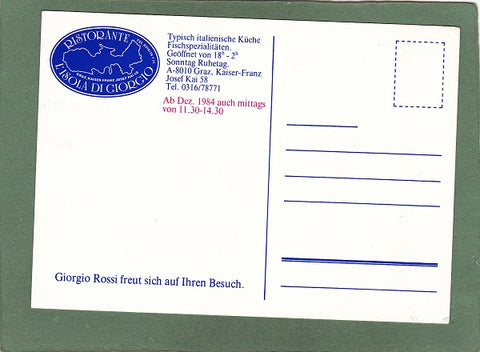 RISTORANTE
L'ISOLA DI GIORGIO
Typisch italienische Küche
Fischspezialitäten.
Geöffnet von 18⁰ - 2⁰
Sonntag Ruhetag.
A-8010 Graz, Kaiser-Franz
Josef Kai 58
Tel. 0316/78771
Ab Dez. 1984 auch mittags
von 11.30-14.30
Giorgio Rossi freut sich auf Ihren Besuch.